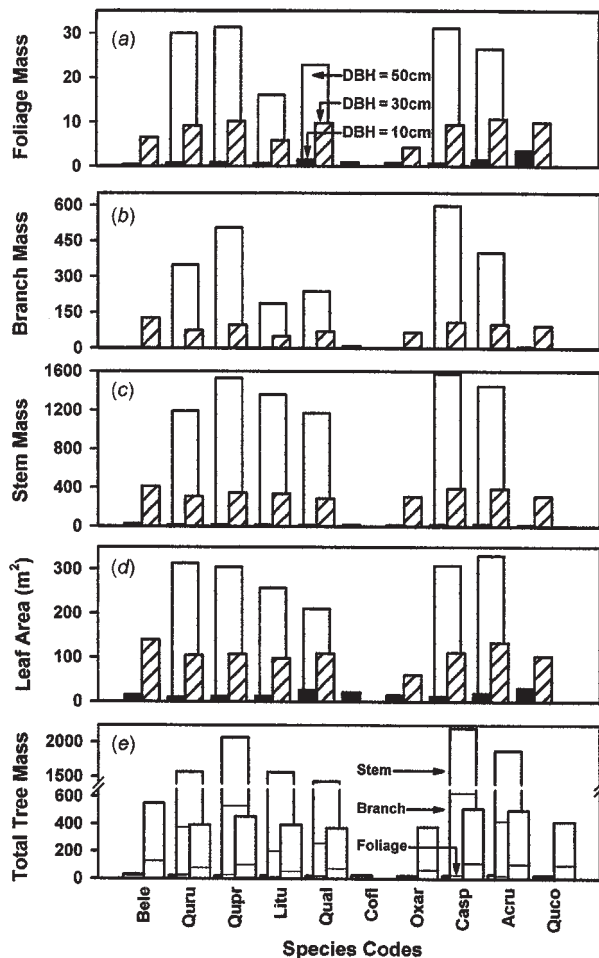 (a)
Foliage Mass
30
20
10
0
DBH = 50cm
DBH = 30cm
DBH = 10cm
(b)
Branch Mass
600
450
300
150
0
(c)
Stem Mass
1600
1200
800
400
0
(d)
Leaf Area (m²)
300
200
100
0
(e)
Total Tree Mass
2000
1500
600
400
200
0
Stem
Branch
Foliage
Bele
Quru
Qupr
Litu
Qual
Cofl
Oxar
Casp
Acru
Quco
Species Codes